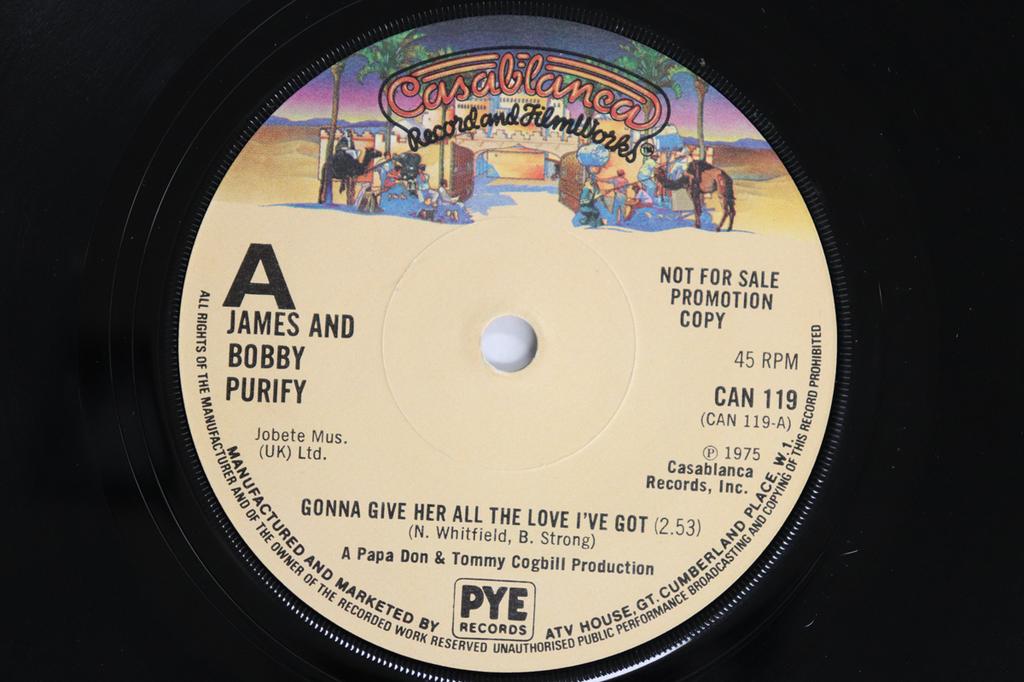 Casablanca
Record and FilmWorks™
A
JAMES AND
BOBBY
PURIFY
Jobete Mus.
(UK) Ltd.
NOT FOR SALE
PROMOTION
COPY
45 RPM
CAN 119
(CAN 119-A)
℗ 1975
Casablanca
Records, Inc.
GONNA GIVE HER ALL THE LOVE I'VE GOT (2.53)
(N. Whitfield, B. Strong)
A Papa Don & Tommy Cogbill Production
MANUFACTURED AND MARKETED BY
PYE
RECORDS
ATV HOUSE, GT. CUMBERLAND PLACE, W.1.
ALL RIGHTS OF THE MANUFACTURER AND OF THE OWNER OF THE RECORDED WORK RESERVED UNAUTHORISED PUBLIC PERFORMANCE BROADCASTING AND COPYING OF THIS RECORD PROHIBITED